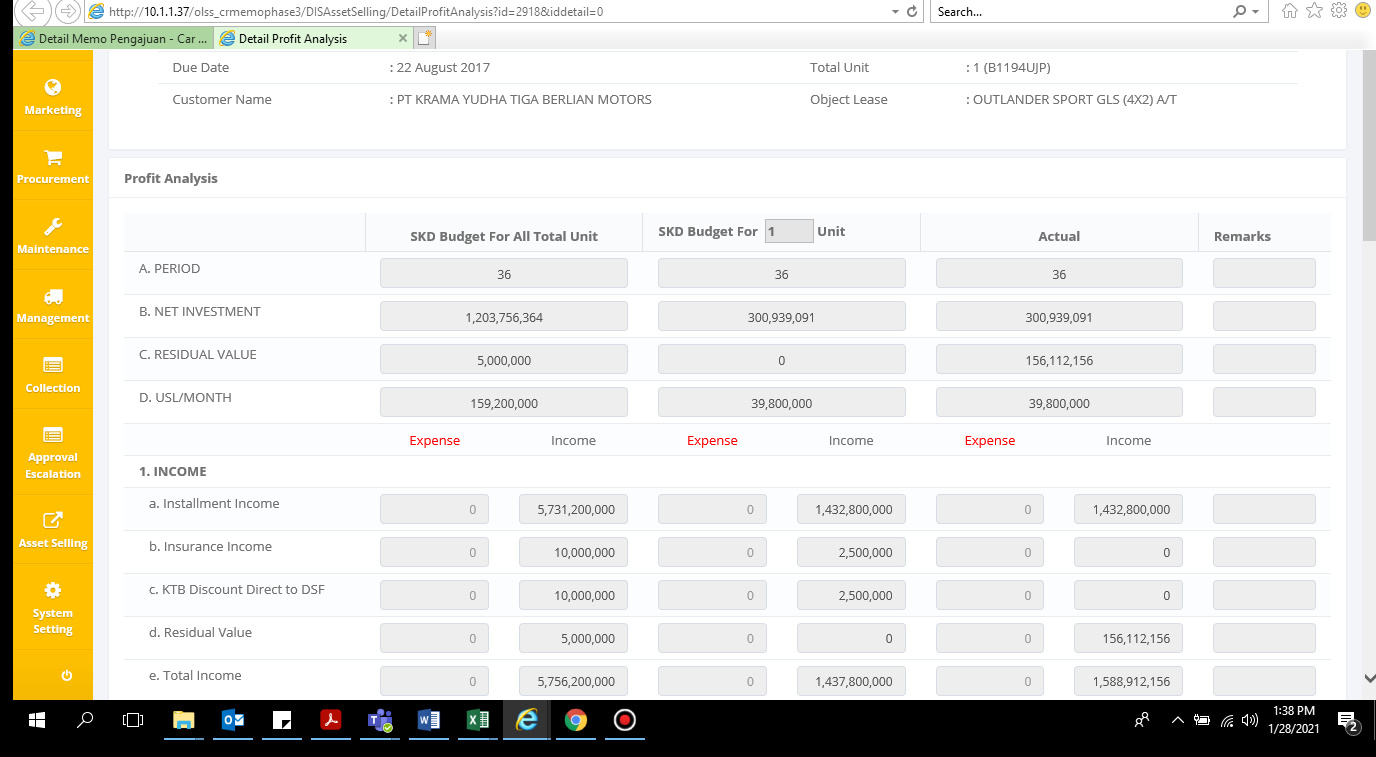 http://10.1.1.37/olss_crmemophase3/DISAssetSelling/DetailProfitAnalysis?id=2918&iddetail=0
Search...
Detail Memo Pengajuan - Car ...
Detail Profit Analysis
Due Date : 22 August 2017 Total Unit : 1 (B1194UJP)
Customer Name : PT KRAMA YUDHA TIGA BERLIAN MOTORS Object Lease : OUTLANDER SPORT GLS (4X2) A/T
Marketing
Procurement
Maintenance
Management
Collection
Approval
Escalation
Asset Selling
System
Setting
Profit Analysis
SKD Budget For All Total Unit SKD Budget For 1 Unit Actual Remarks
A. PERIOD 36 36 36
B. NET INVESTMENT 1,203,756,364 300,939,091 300,939,091
C. RESIDUAL VALUE 5,000,000 0 156,112,156
D. USL/MONTH 159,200,000 39,800,000 39,800,000
Expense Income Expense Income Expense Income
1. INCOME
a. Installment Income 0 5,731,200,000 0 1,432,800,000 0 1,432,800,000
b. Insurance Income 0 10,000,000 0 2,500,000 0 0
c. KTB Discount Direct to DSF 0 10,000,000 0 2,500,000 0 0
d. Residual Value 0 5,000,000 0 0 0 156,112,156
e. Total Income 0 5,756,200,000 0 1,437,800,000 0 1,588,912,156
1:38 PM
1/28/2021
2